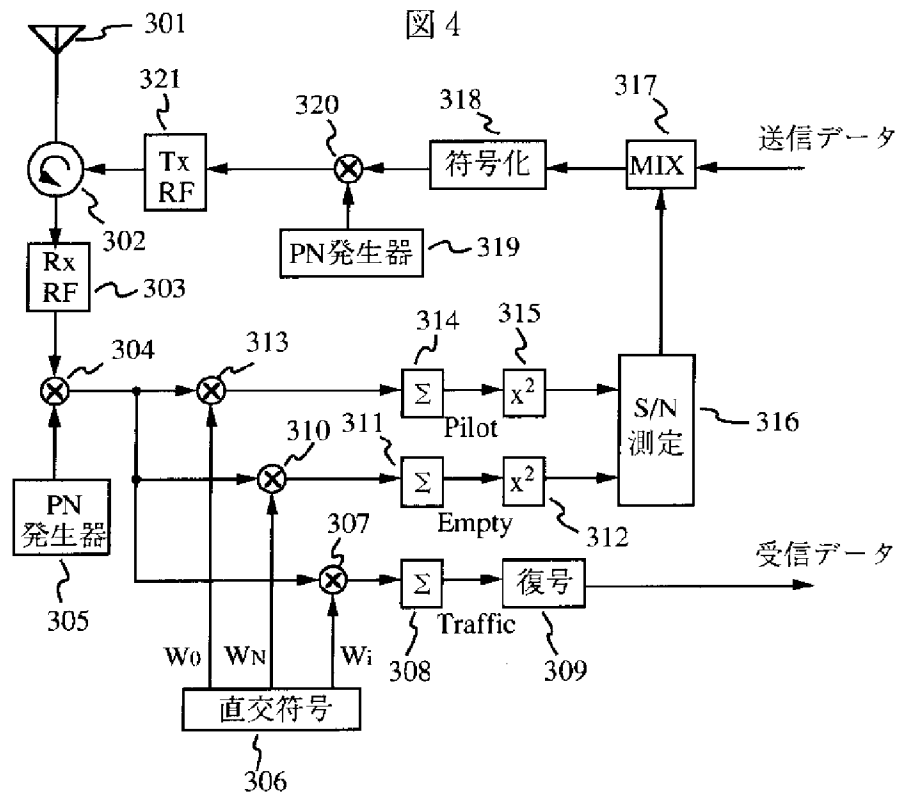 図4
301
321
320
318
317
送信データ
Tx
RF
符号化
MIX
302
PN発生器
319
Rx
RF
303
304
313
314
315
Σ
x²
Pilot
S/N
測定
316
310
311
Σ
x²
Empty
312
PN
発生器
305
307
受信データ
Σ
復号
Traffic
308
309
W0
WN
Wi
直交符号
306